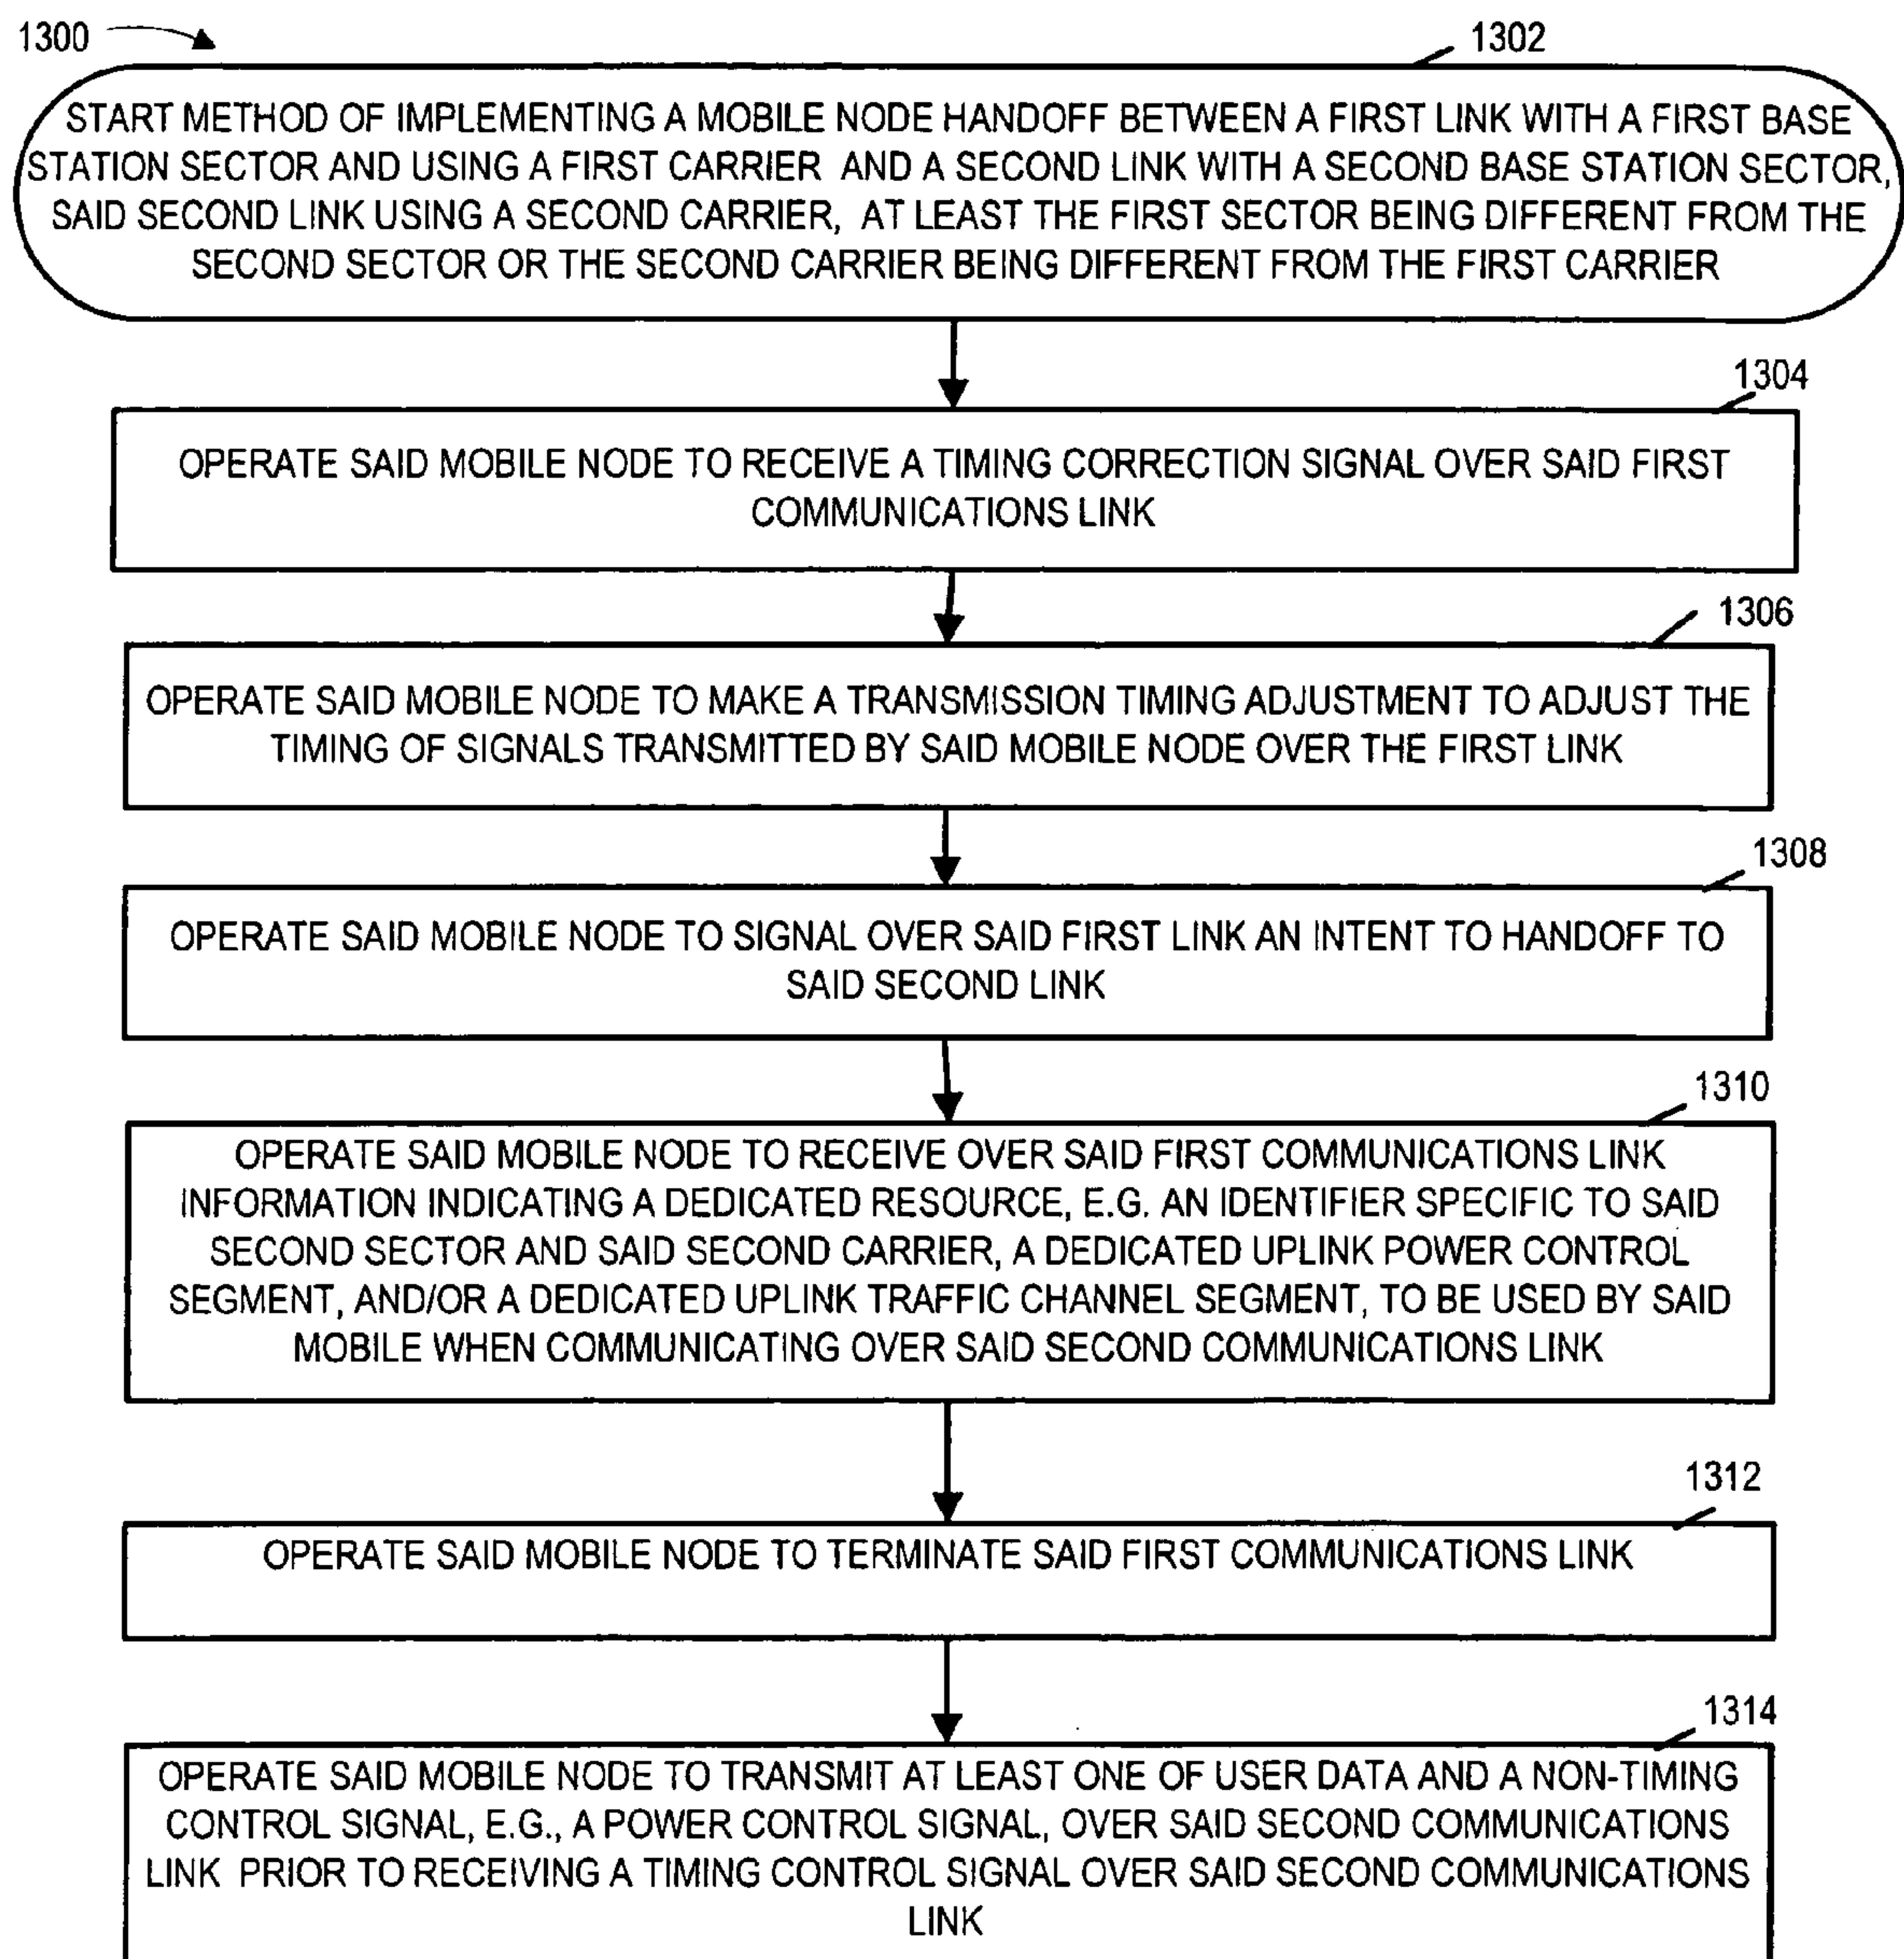 1300
1302
START METHOD OF IMPLEMENTING A MOBILE NODE HANDOFF BETWEEN A FIRST LINK WITH A FIRST BASE
STATION SECTOR AND USING A FIRST CARRIER AND A SECOND LINK WITH A SECOND BASE STATION SECTOR,
SAID SECOND LINK USING A SECOND CARRIER, AT LEAST THE FIRST SECTOR BEING DIFFERENT FROM THE
SECOND SECTOR OR THE SECOND CARRIER BEING DIFFERENT FROM THE FIRST CARRIER
1304
OPERATE SAID MOBILE NODE TO RECEIVE A TIMING CORRECTION SIGNAL OVER SAID FIRST
COMMUNICATIONS LINK
1306
OPERATE SAID MOBILE NODE TO MAKE A TRANSMISSION TIMING ADJUSTMENT TO ADJUST THE
TIMING OF SIGNALS TRANSMITTED BY SAID MOBILE NODE OVER THE FIRST LINK
1308
OPERATE SAID MOBILE NODE TO SIGNAL OVER SAID FIRST LINK AN INTENT TO HANDOFF TO
SAID SECOND LINK
1310
OPERATE SAID MOBILE NODE TO RECEIVE OVER SAID FIRST COMMUNICATIONS LINK
INFORMATION INDICATING A DEDICATED RESOURCE, E.G. AN IDENTIFIER SPECIFIC TO SAID
SECOND SECTOR AND SAID SECOND CARRIER, A DEDICATED UPLINK POWER CONTROL
SEGMENT, AND/OR A DEDICATED UPLINK TRAFFIC CHANNEL SEGMENT, TO BE USED BY SAID
MOBILE WHEN COMMUNICATING OVER SAID SECOND COMMUNICATIONS LINK
1312
OPERATE SAID MOBILE NODE TO TERMINATE SAID FIRST COMMUNICATIONS LINK
1314
OPERATE SAID MOBILE NODE TO TRANSMIT AT LEAST ONE OF USER DATA AND A NON-TIMING
CONTROL SIGNAL, E.G., A POWER CONTROL SIGNAL, OVER SAID SECOND COMMUNICATIONS
LINK PRIOR TO RECEIVING A TIMING CONTROL SIGNAL OVER SAID SECOND COMMUNICATIONS
LINK